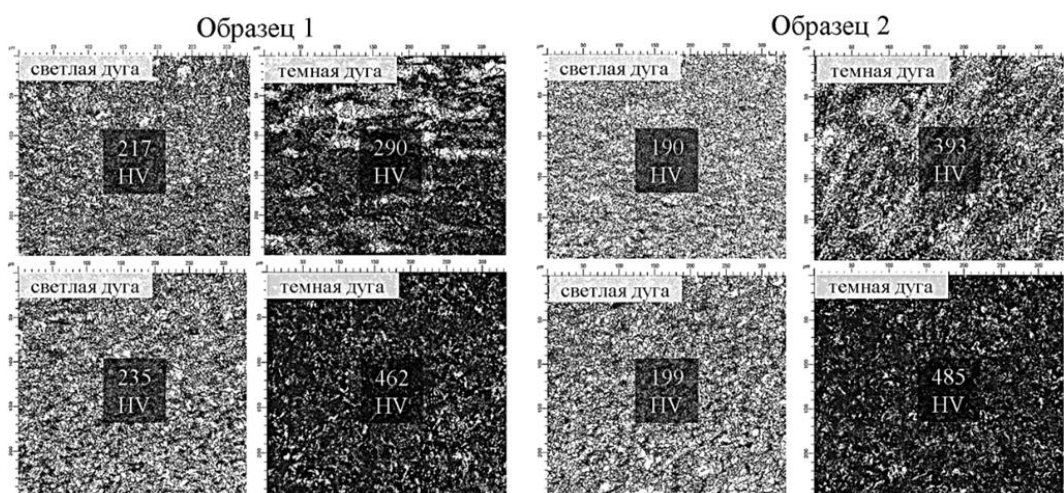 Образец 1
Образец 2
светлая дуга
темная дуга
светлая дуга
темная дуга
217
HV
290
HV
190
HV
393
HV
светлая дуга
темная дуга
светлая дуга
темная дуга
235
HV
462
HV
199
HV
485
HV